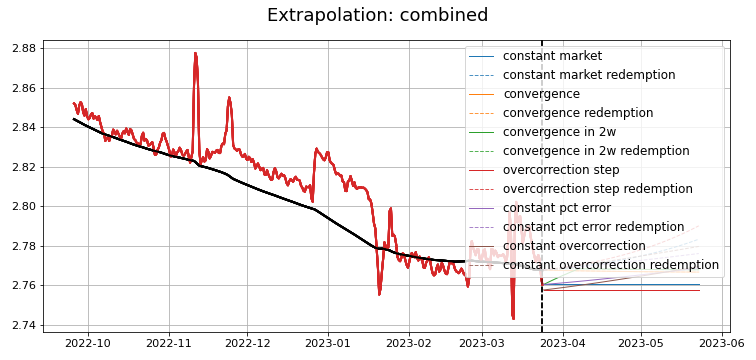 Extrapolation: combined
2.88
2.86
2.84
2.82
2.80
2.78
2.76
2.74
constant market
constant market redemption
convergence
convergence redemption
convergence in 2w
convergence in 2w redemption
overcorrection step
overcorrection step redemption
constant pct error
constant pct error redemption
constant overcorrection
constant overcorrection redemption
2022-10 2022-11 2022-12 2023-01 2023-02 2023-03 2023-04 2023-05 2023-06